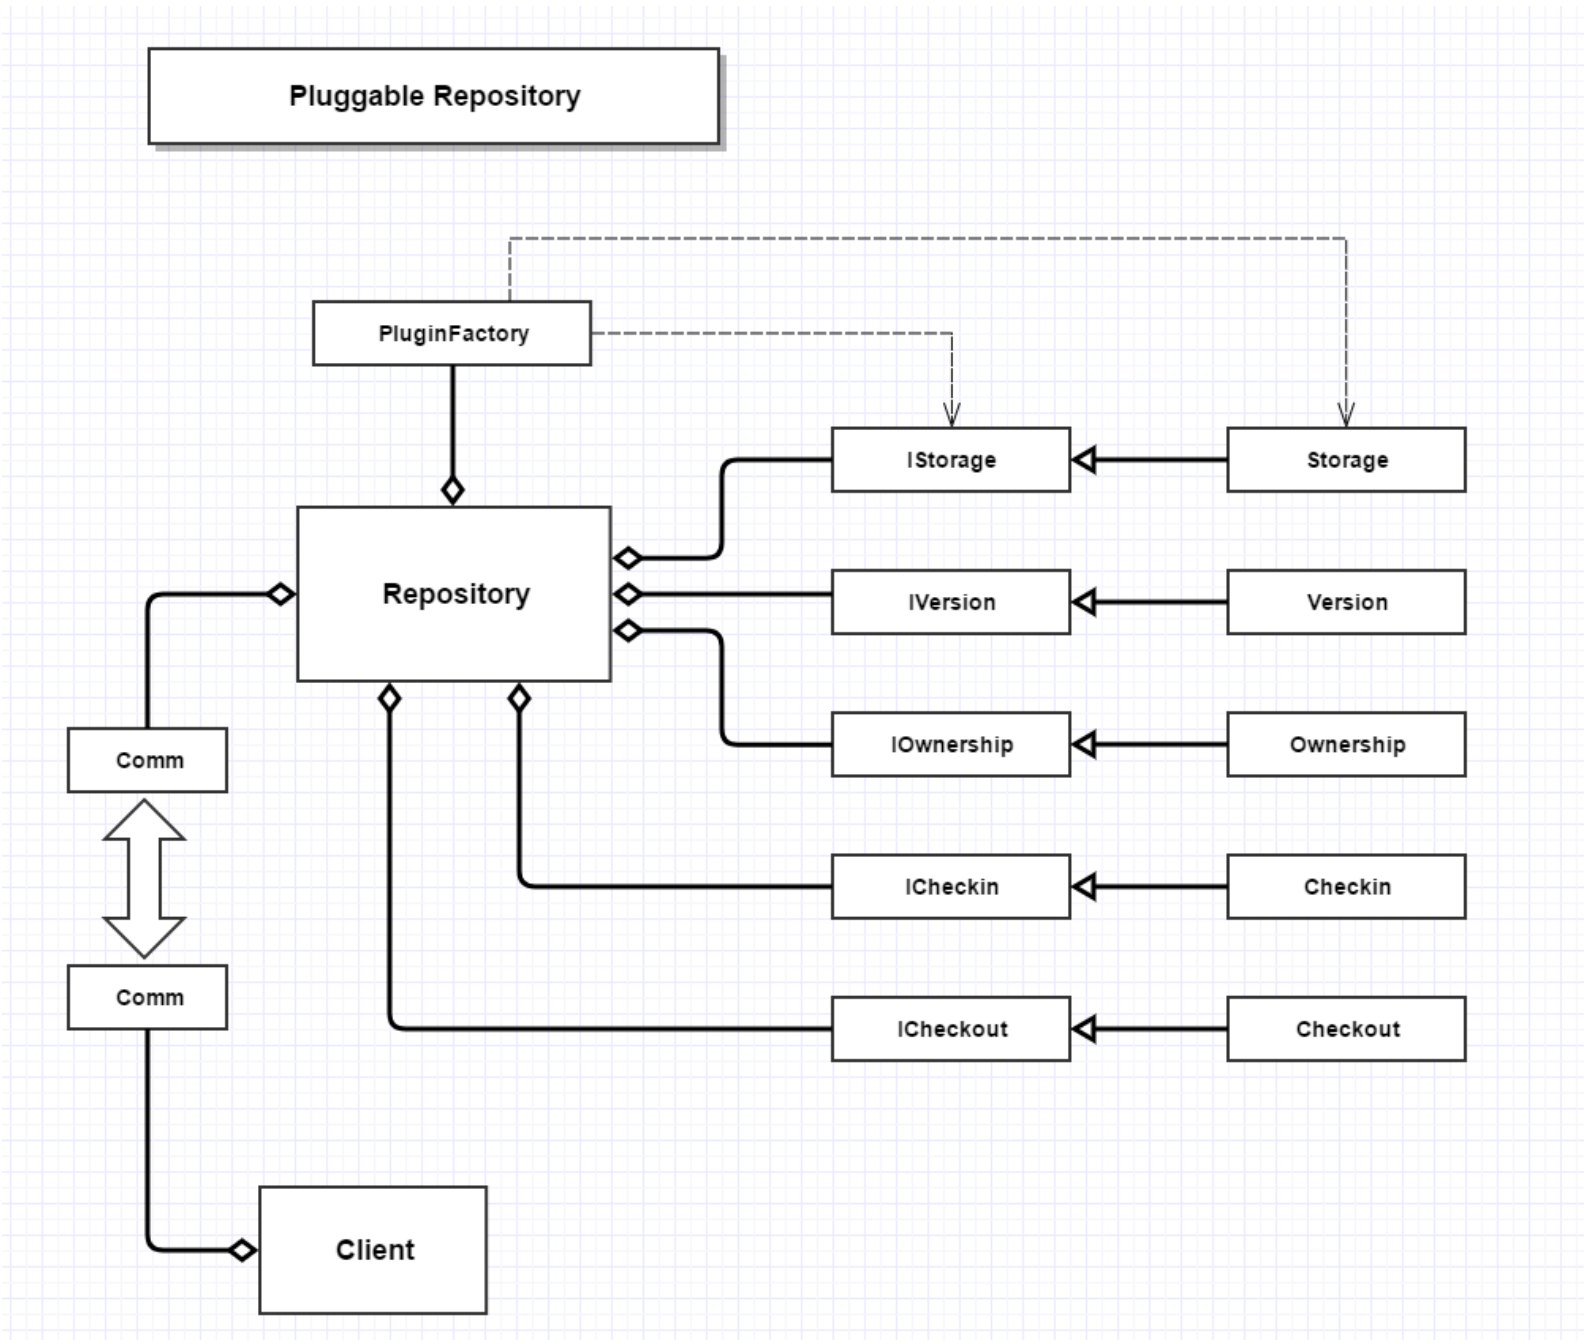 Pluggable Repository
PluginFactory
IStorage
Storage
Repository
IVersion
Version
IOwnership
Ownership
Comm
ICheckin
Checkin
Comm
ICheckout
Checkout
Client